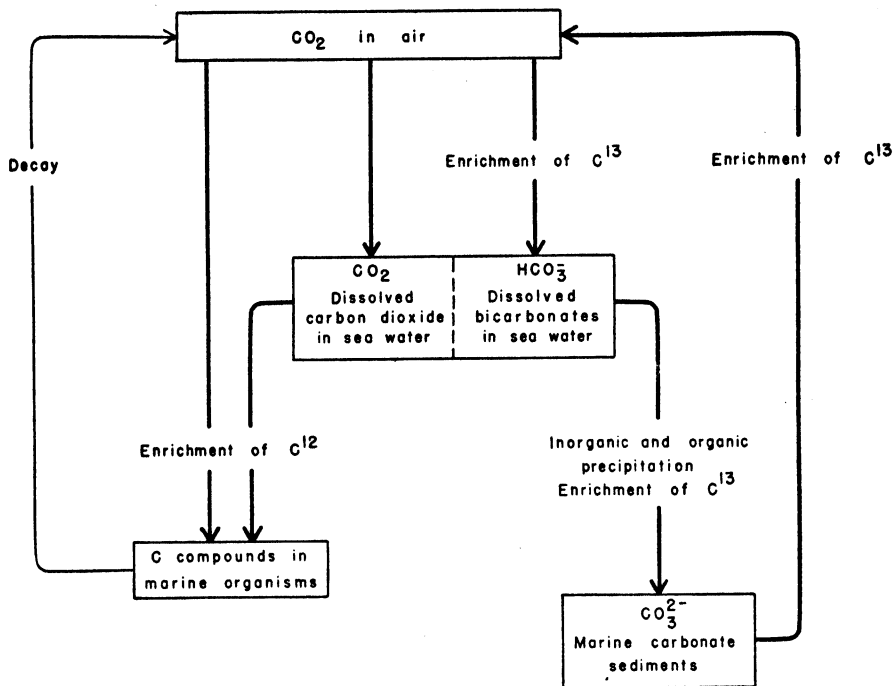 CO2 in air
Decay
Enrichment of C13
Enrichment of C13
CO2
Dissolved
carbon dioxide
in sea water
HCO3-
Dissolved
bicarbonates
in sea water
Enrichment of C12
Inorganic and organic
precipitation
Enrichment of C13
C compounds in
marine organisms
CO3 2-
Marine carbonate
sediments